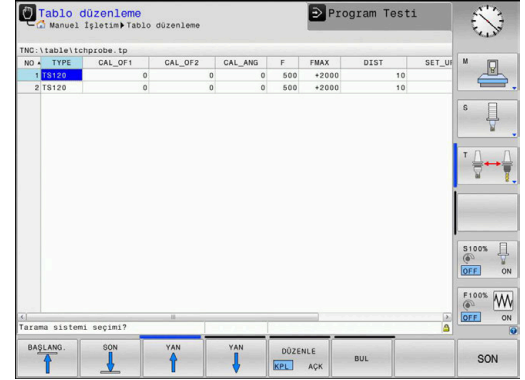 Tablo düzenleme
Manuel İşletim▸Tablo düzenleme
Program Testi
TNC:\table\tchprobe.tp
NO TYPE CAL_OF1 CAL_OF2 CAL_ANG F FMAX DIST SET_UP
1 TS120 0 0 0 500 +2000 10
2 TS120 0 0 0 500 +2000 10
Tarama sistemi seçimi?
M
S
T
S100%
OFF ON
F100%
OFF ON
BAŞLANG.
SON
YAN
YAN
DÜZENLE
KPL AÇK
BUL
SON